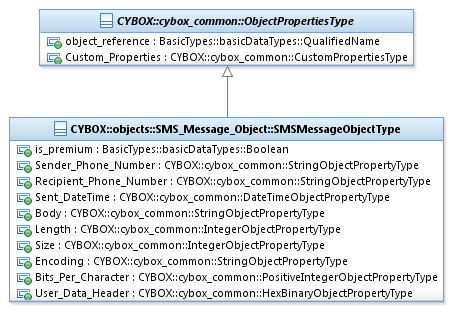 CYBOX::cybox_common::ObjectPropertiesType
object_reference : BasicTypes::basicDataTypes::QualifiedName
Custom_Properties : CYBOX::cybox_common::CustomPropertiesType
CYBOX::objects::SMS_Message_Object::SMSMessageObjectType
is_premium : BasicTypes::basicDataTypes::Boolean
Sender_Phone_Number : CYBOX::cybox_common::StringObjectPropertyType
Recipient_Phone_Number : CYBOX::cybox_common::StringObjectPropertyType
Sent_DateTime : CYBOX::cybox_common::DateTimeObjectPropertyType
Body : CYBOX::cybox_common::StringObjectPropertyType
Length : CYBOX::cybox_common::IntegerObjectPropertyType
Size : CYBOX::cybox_common::IntegerObjectPropertyType
Encoding : CYBOX::cybox_common::StringObjectPropertyType
Bits_Per_Character : CYBOX::cybox_common::PositiveIntegerObjectPropertyType
User_Data_Header : CYBOX::cybox_common::HexBinaryObjectPropertyType